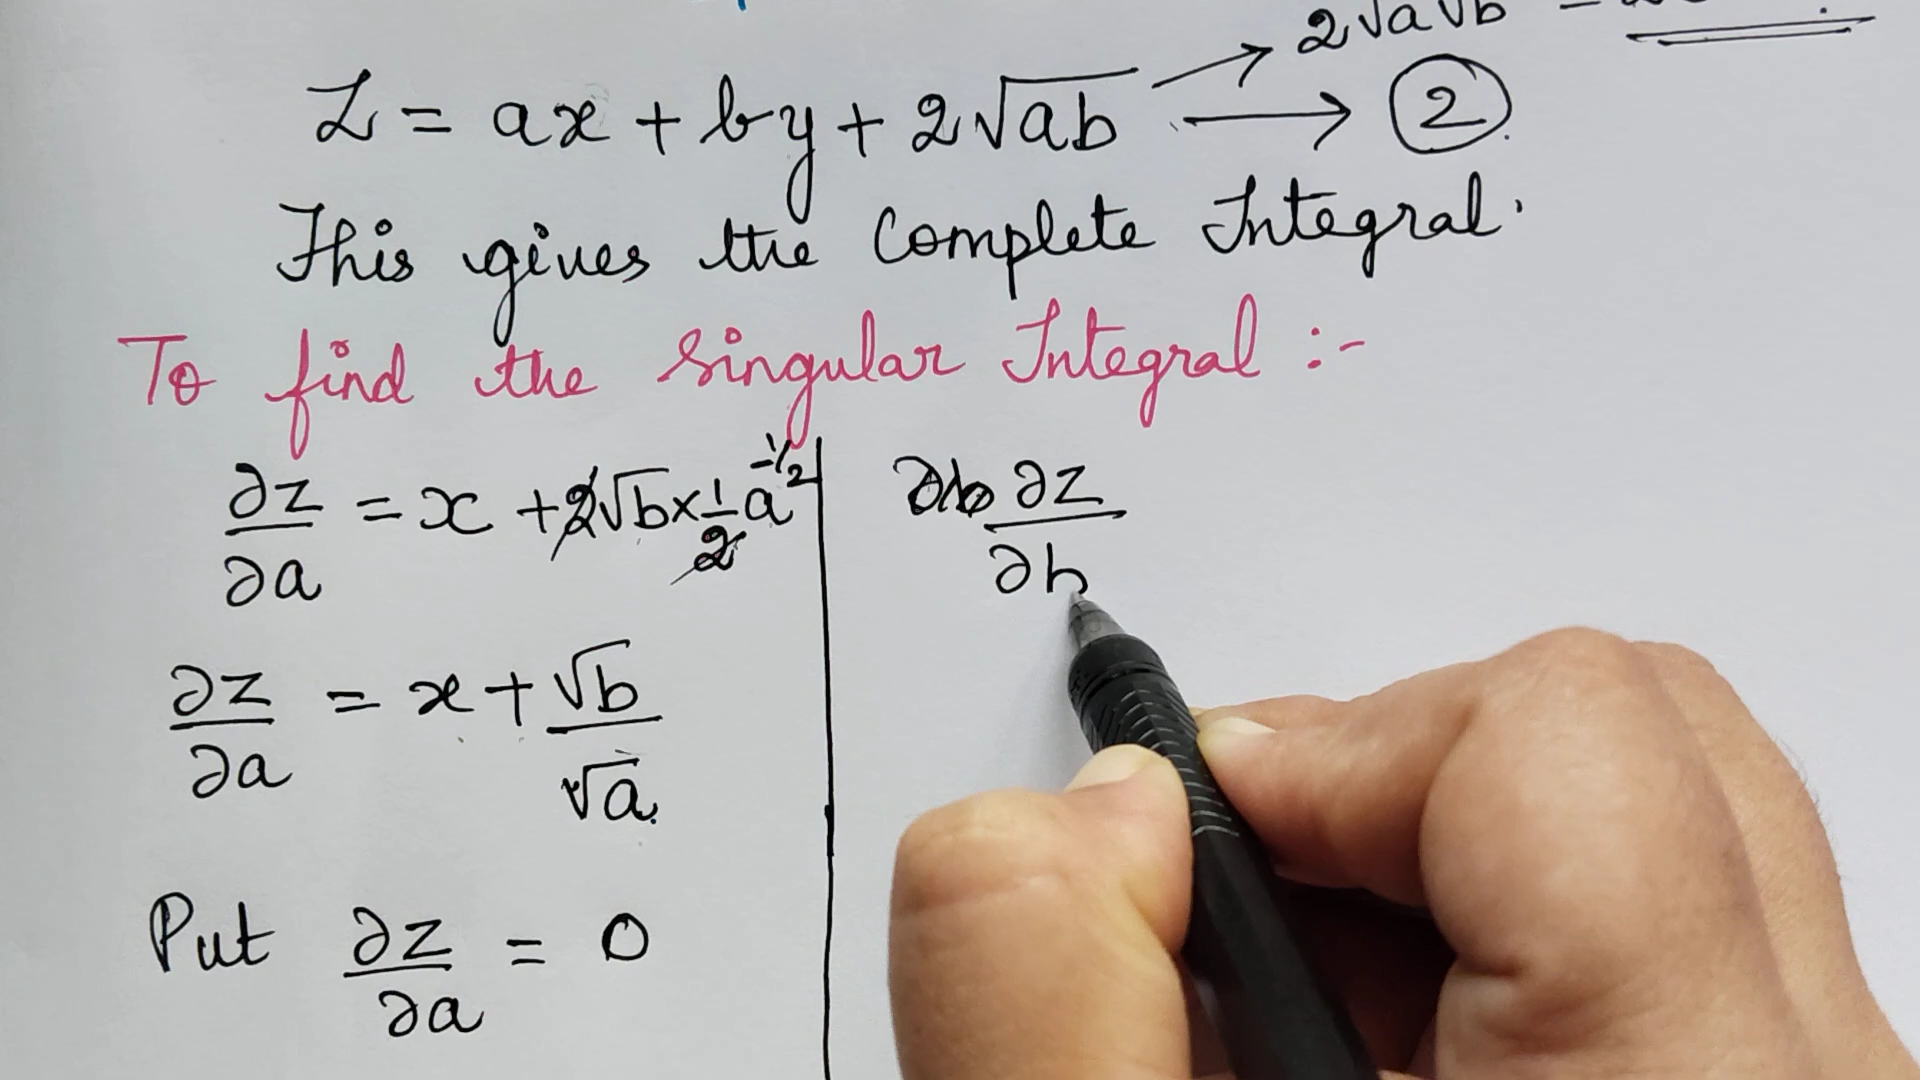 2√a√b
Z = ax + by + 2√ab → ②
This gives the Complete Integral.
To find the Singular Integral :-
∂z/∂a = x + 2√b × 1/2 a^-1/2
∂z/∂a = x + √b/√a
Put ∂z/∂a = 0
∂z/∂b